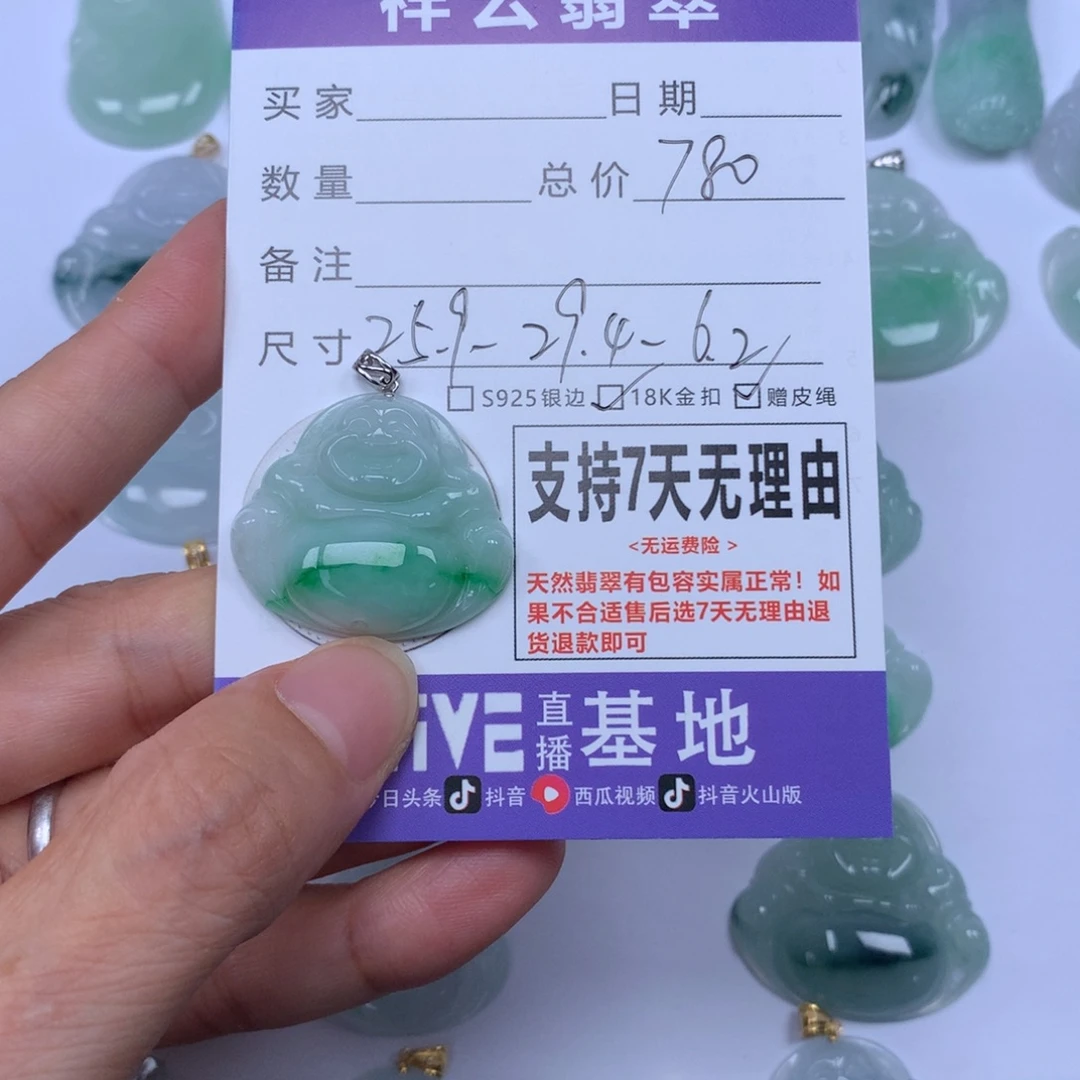 祥云翡翠
买家 日期
数量 总价 780
备注
尺寸 25.9-29.4-6.2
S925银边 18K金扣 赠皮绳
支持7天无理由
<无运费险>
天然翡翠有包容实属正常!如
果不合适售后选7天无理由退
货退款即可
直播基地
今日头条 抖音 西瓜视频 抖音火山版